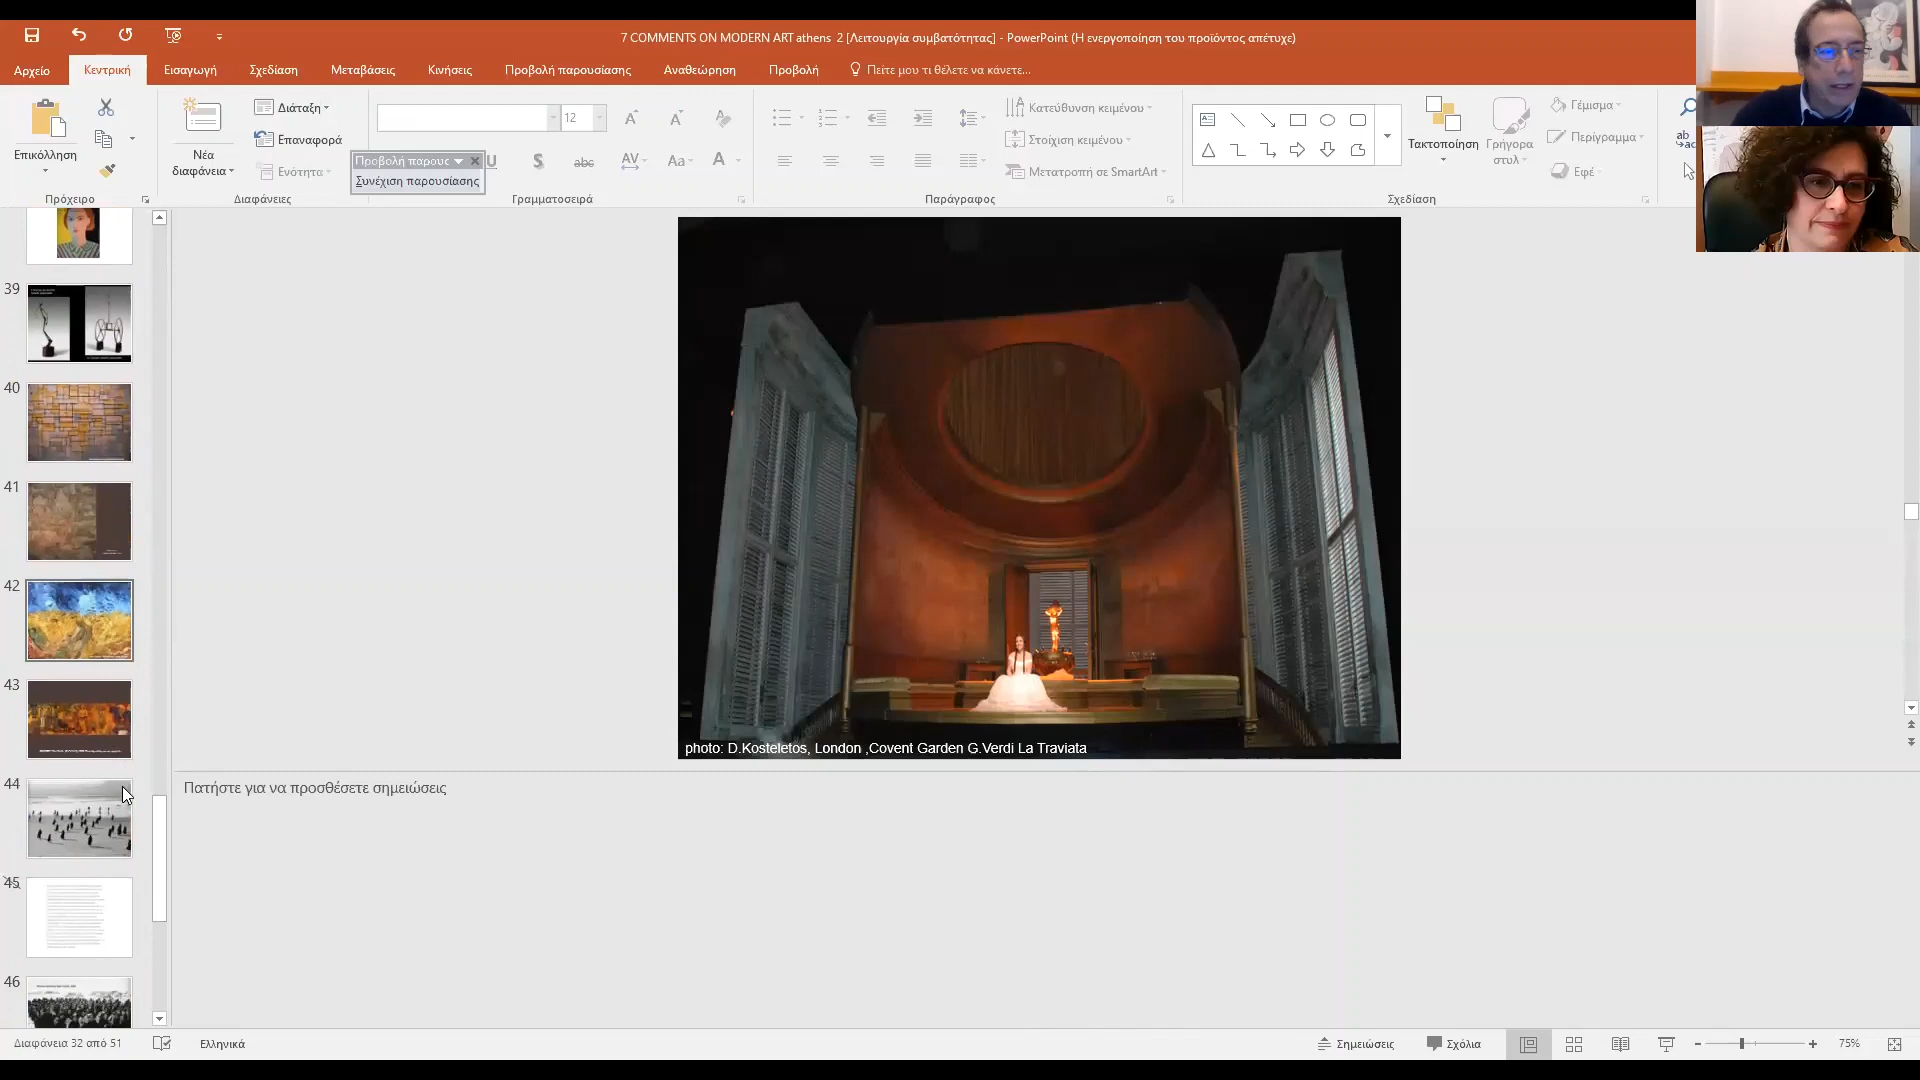 7 COMMENTS ON MODERN ART athens 2 [Λειτουργία συμβατότητας] - PowerPoint (Η ενεργοποίηση του προϊόντος απέτυχε)
Αρχείο Κεντρική Εισαγωγή Σχεδίαση Μεταβάσεις Κινήσεις Προβολή παρουσίασης Αναθεώρηση Προβολή Πείτε μου τι θέλετε να κάνετε...
Επικόλληση
Πρόχειρο
Νέα
διαφάνεια
Διάταξη
Επαναφορά
Ενότητα
Διαφάνειες
Προβολή παρους
Συνέχιση παρουσίασης
12
U S abc AV Aa A
Γραμματοσειρά
Κατεύθυνση κειμένου
Στοίχιση κειμένου
Μετατροπή σε SmartArt
Παράγραφος
Τακτοποίηση
Γρήγορα
στυλ
Γέμισμα
Περίγραμμα
Εφέ
Σχεδίαση
ab
39
40
41
42
43
44
45
46
photo: D.Kosteletos, London ,Covent Garden G.Verdi La Traviata
Πατήστε για να προσθέσετε σημειώσεις
Διαφάνεια 32 από 51 Ελληνικά Σημειώσεις Σχόλια 75%